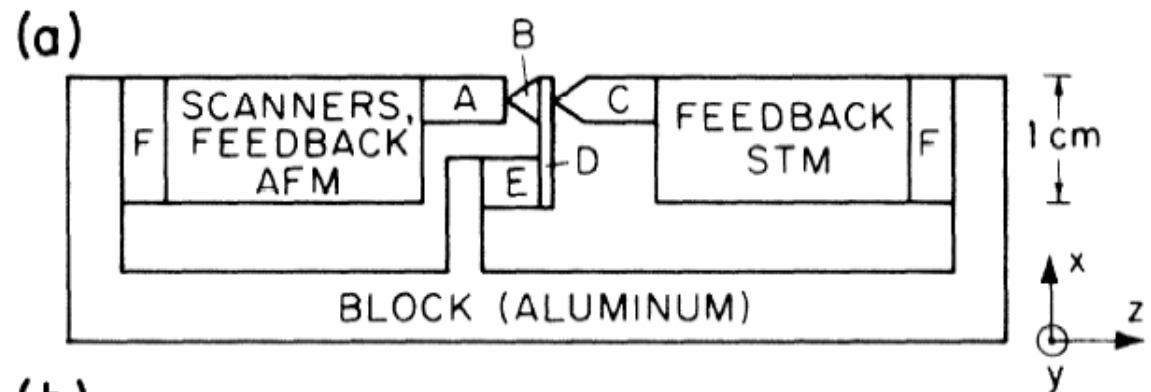 (a)
B
SCANNERS,
FEEDBACK
AFM
F
A
C
FEEDBACK
STM
F
1 cm
D
E
BLOCK (ALUMINUM)
x
z
y